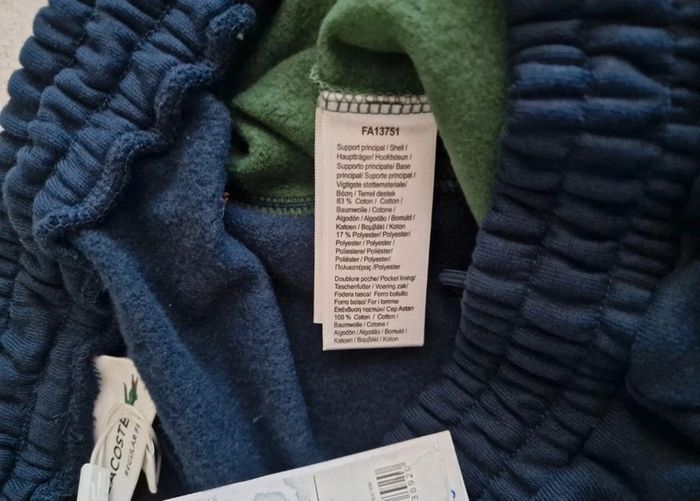 FA13751
Support principal / Shell /
Hauptträger/ Hoofdsteun /
Supporto principale/ Base
principal/ Suporte principal /
Vigtigste støttemateriale/
Βάση / Temel destek
83 % Coton / Cotton /
Baumwolle / Cotone /
Algodón / Algodão / Bomuld /
Katoen / Βαμβάκι / Koton
17 % Polyester/ Polyester/
Polyester / Polyester /
Poliestere/ Poliéster /
Poliéster / Polyester /
Πολυεστέρας /Polyester
Doublure poche/ Pocket lining/
Taschenfutter / Voering zak/
Fodera tasca/ Forro bolsillo
Forro bolso/ For i lomme
Επένδυση τσεπών/ Cep Astarı
100 % Coton / Cotton /
Baumwolle / Cotone /
Algodón / Algodão / Bomuld /
Katoen / Βαμβάκι / Koton
LACOSTE
REGULAR